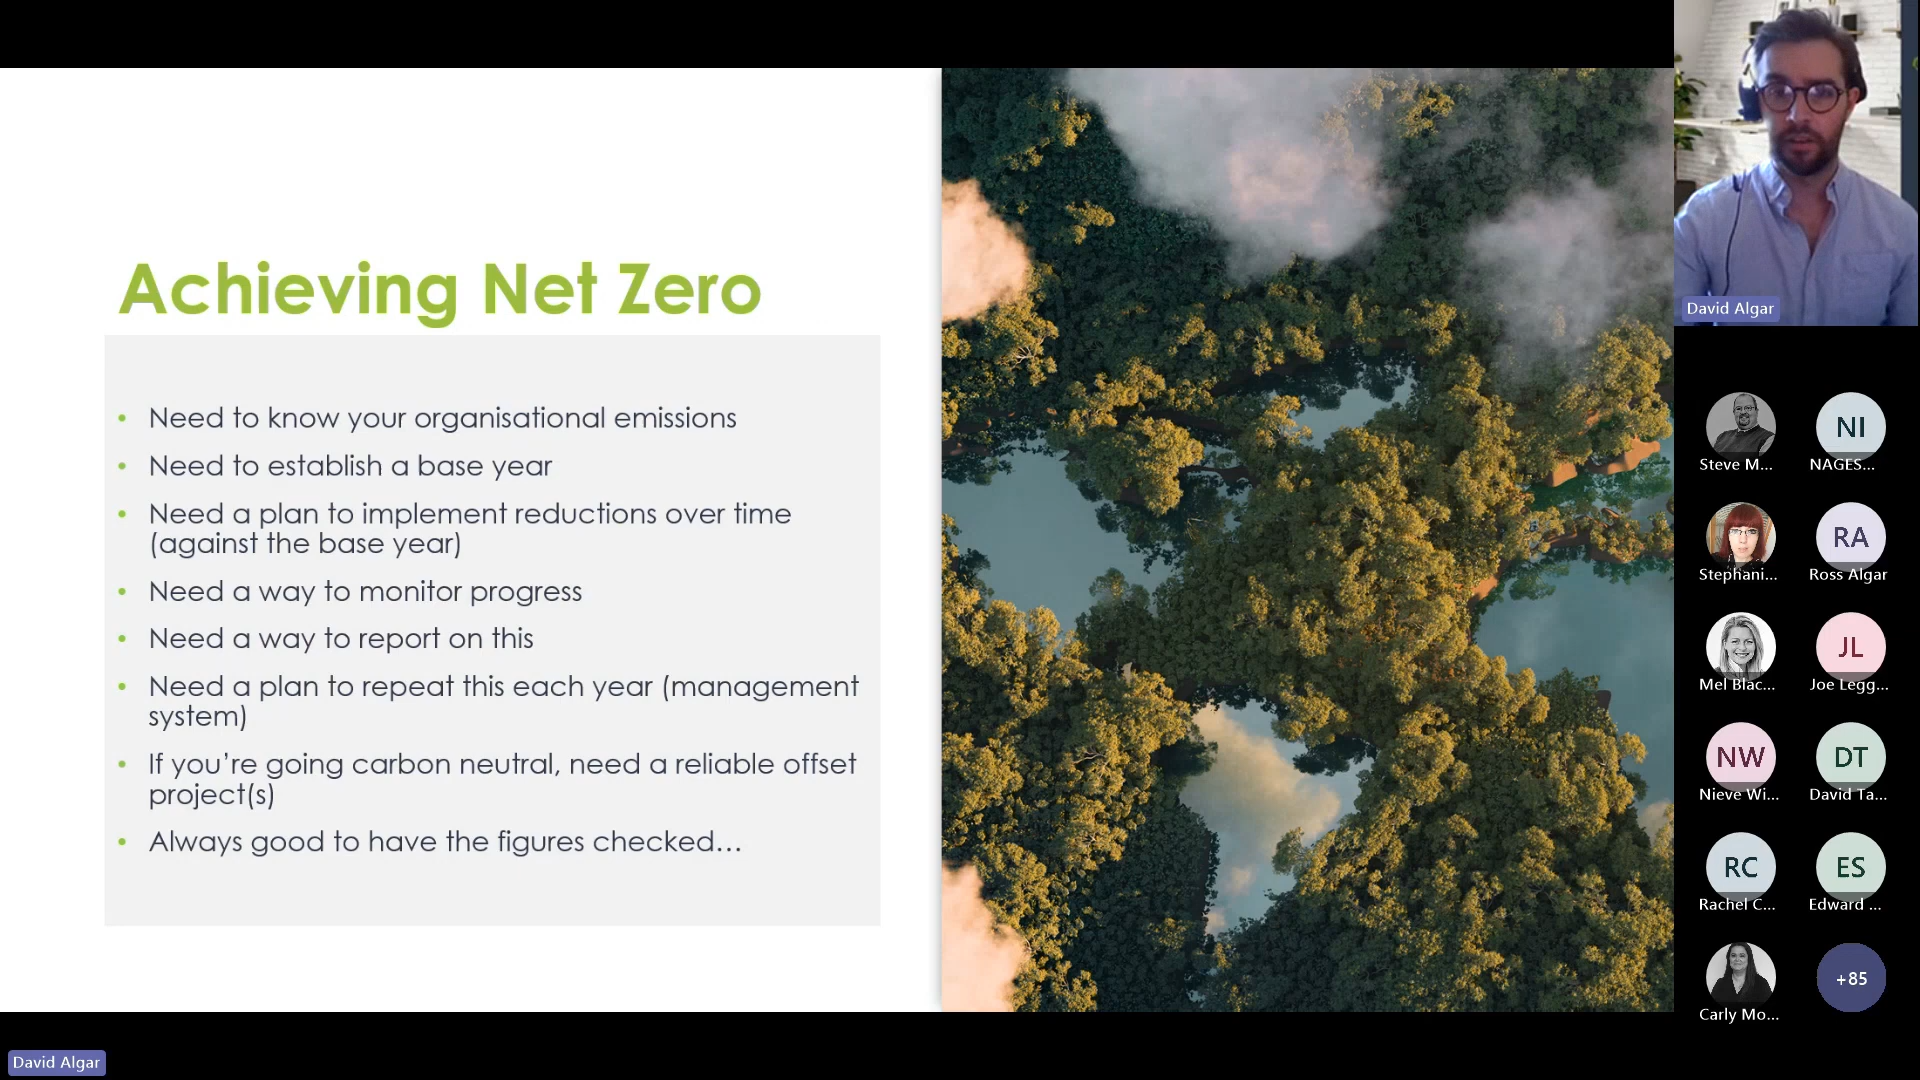 Achieving Net Zero
• Need to know your organisational emissions
• Need to establish a base year
• Need a plan to implement reductions over time
(against the base year)
• Need a way to monitor progress
• Need a way to report on this
• Need a plan to repeat this each year (management
system)
• If you’re going carbon neutral, need a reliable offset
project(s)
• Always good to have the figures checked…
David Algar
NI
Steve M...
NAGES...
RA
Stephani...
Ross Algar
JL
Mel Blac...
Joe Legg...
NW
DT
Nieve Wi...
David Ta...
RC
ES
Rachel C...
Edward ...
+85
Carly Mo...
David Algar